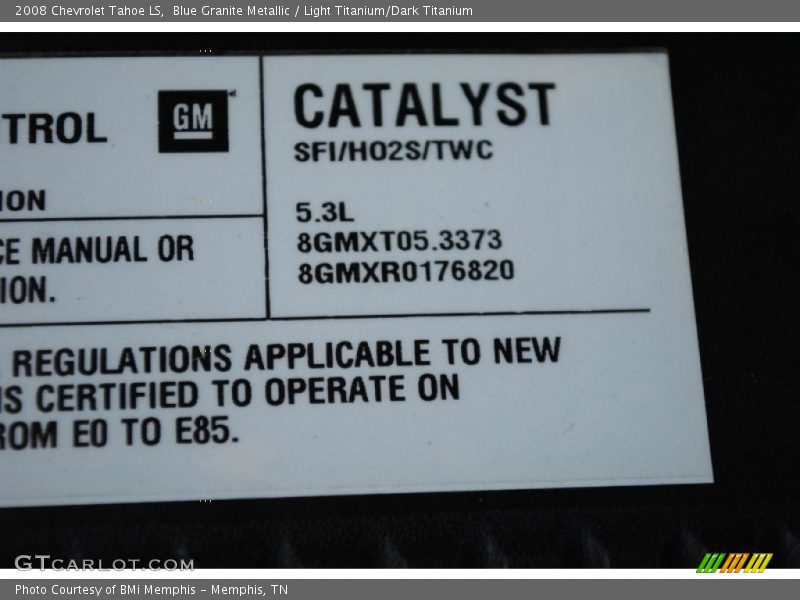 2008 Chevrolet Tahoe LS,  Blue Granite Metallic / Light Titanium/Dark Titanium
TROL
GM
ION
CE MANUAL OR
ION.
CATALYST
SFI/HO2S/TWC
5.3L
8GMXT05.3373
8GMXR0176820
REGULATIONS APPLICABLE TO NEW
IS CERTIFIED TO OPERATE ON
ROM E0 TO E85.
GTCARLOT.COM
Photo Courtesy of BMi Memphis – Memphis, TN